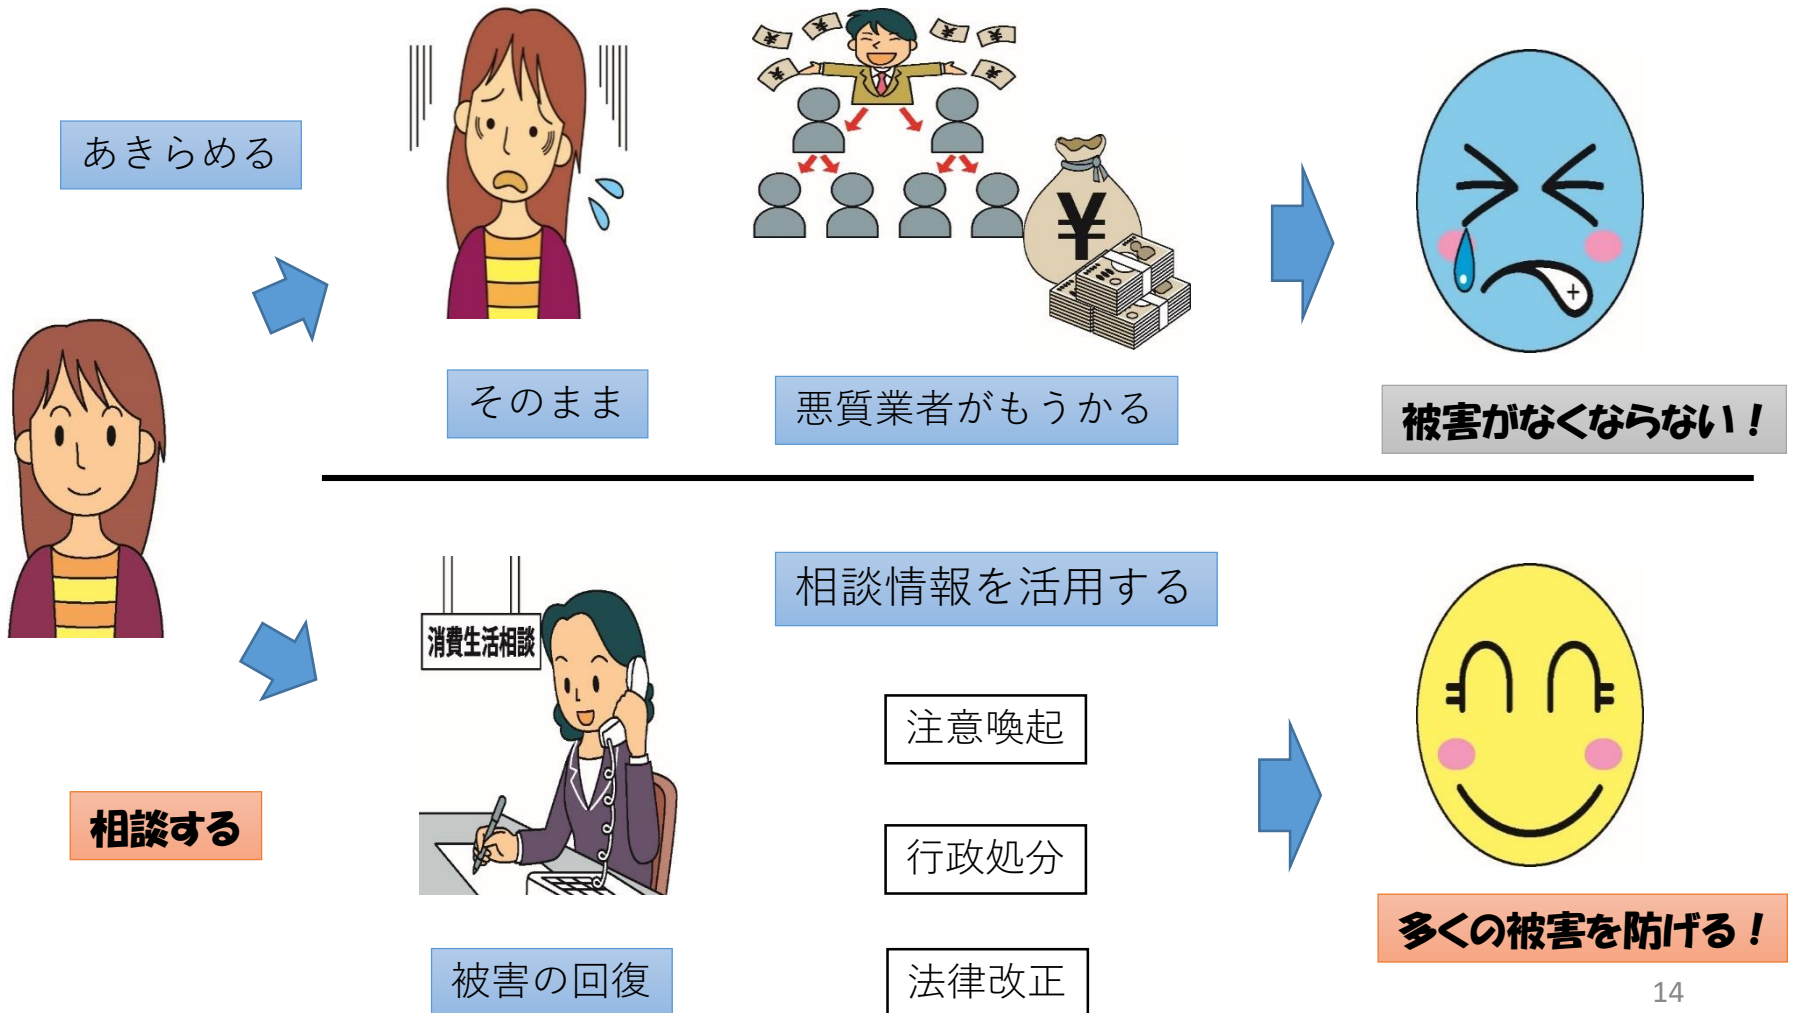 あきらめる
そのまま
悪質業者がもうかる
被害がなくならない！
相談する
消費生活相談
被害の回復
相談情報を活用する
注意喚起
行政処分
法律改正
多くの被害を防げる！
¥
14